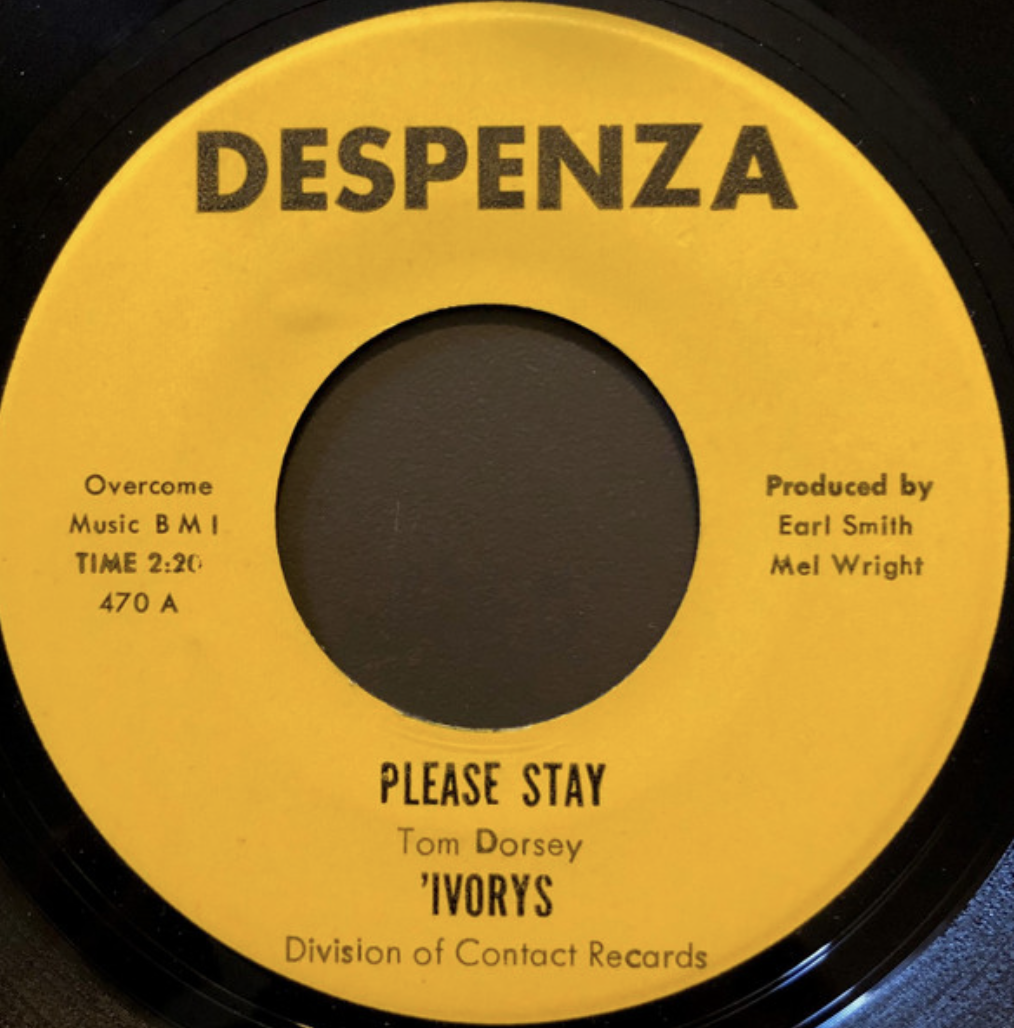 DESPENZA
Overcome
Music B M I
TIME 2:20
470 A
Produced by
Earl Smith
Mel Wright
PLEASE STAY
Tom Dorsey
'IVORYS
Division of Contact Records